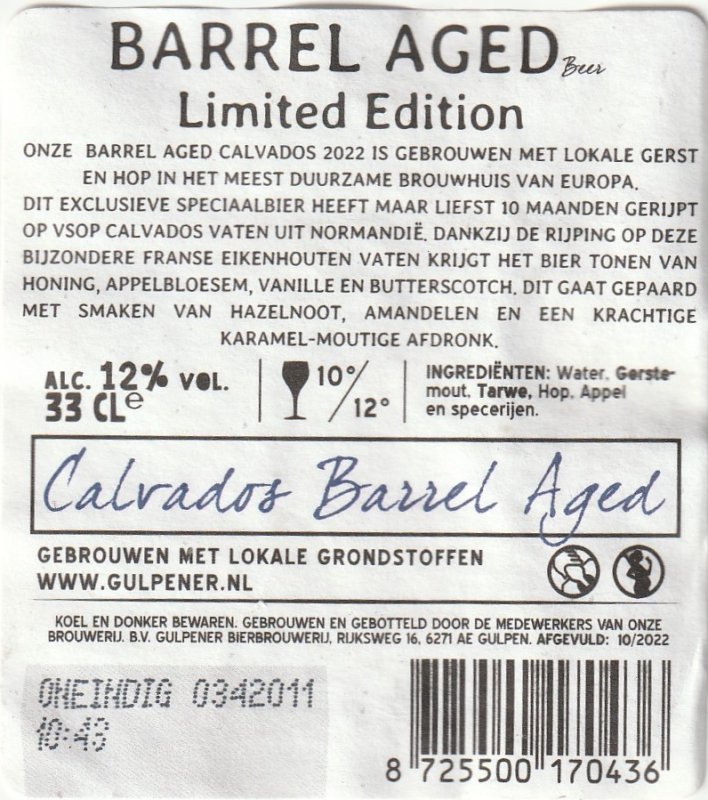 BARREL AGED Beer
Limited Edition
ONZE BARREL AGED CALVADOS 2022 IS GEBROUWEN MET LOKALE GERST
EN HOP IN HET MEEST DUURZAME BROUWHUIS VAN EUROPA.
DIT EXCLUSIEVE SPECIAALBIER HEEFT MAAR LIEFST 10 MAANDEN GERIJPT
OP VSOP CALVADOS VATEN UIT NORMANDIË. DANKZIJ DE RIJPING OP DEZE
BIJZONDERE FRANSE EIKENHOUTEN VATEN KRIJGT HET BIER TONEN VAN
HONING, APPELBLOESEM, VANILLE EN BUTTERSCOTCH. DIT GAAT GEPAARD
MET SMAKEN VAN HAZELNOOT, AMANDELEN EN EEN KRACHTIGE
KARAMEL-MOUTIGE AFDRONK.
ALC. 12% VOL.
33 CL e
10°/12°
INGREDIËNTEN: Water, Gerste-
mout, Tarwe, Hop, Appel
en specerijen.
Calvados Barrel Aged
GEBROUWEN MET LOKALE GRONDSTOFFEN
WWW.GULPENER.NL
KOEL EN DONKER BEWAREN. GEBROUWEN EN GEBOTTELD DOOR DE MEDEWERKERS VAN ONZE
BROUWERIJ. B.V. GULPENER BIERBROUWERIJ, RIJKSWEG 16, 6271 AE GULPEN. AFGEVULD: 10/2022
ONEINDIG 0342011
10:43
8 725500 170436